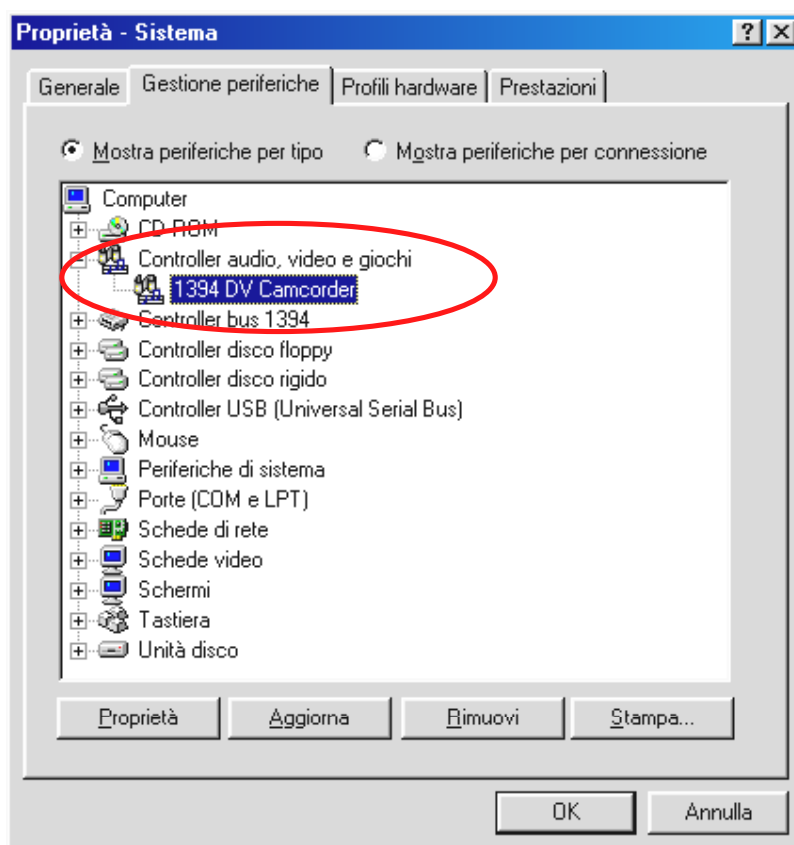 Proprietà - Sistema
Generale Gestione periferiche Profili hardware Prestazioni
Mostra periferiche per tipo Mostra periferiche per connessione
Computer
CD-ROM
Controller audio, video e giochi
1394 DV Camcorder
Controller bus 1394
Controller disco floppy
Controller disco rigido
Controller USB (Universal Serial Bus)
Mouse
Periferiche di sistema
Porte (COM e LPT)
Schede di rete
Schede video
Schermi
Tastiera
Unità disco
Proprietà Aggiorna Rimuovi Stampa...
OK Annulla